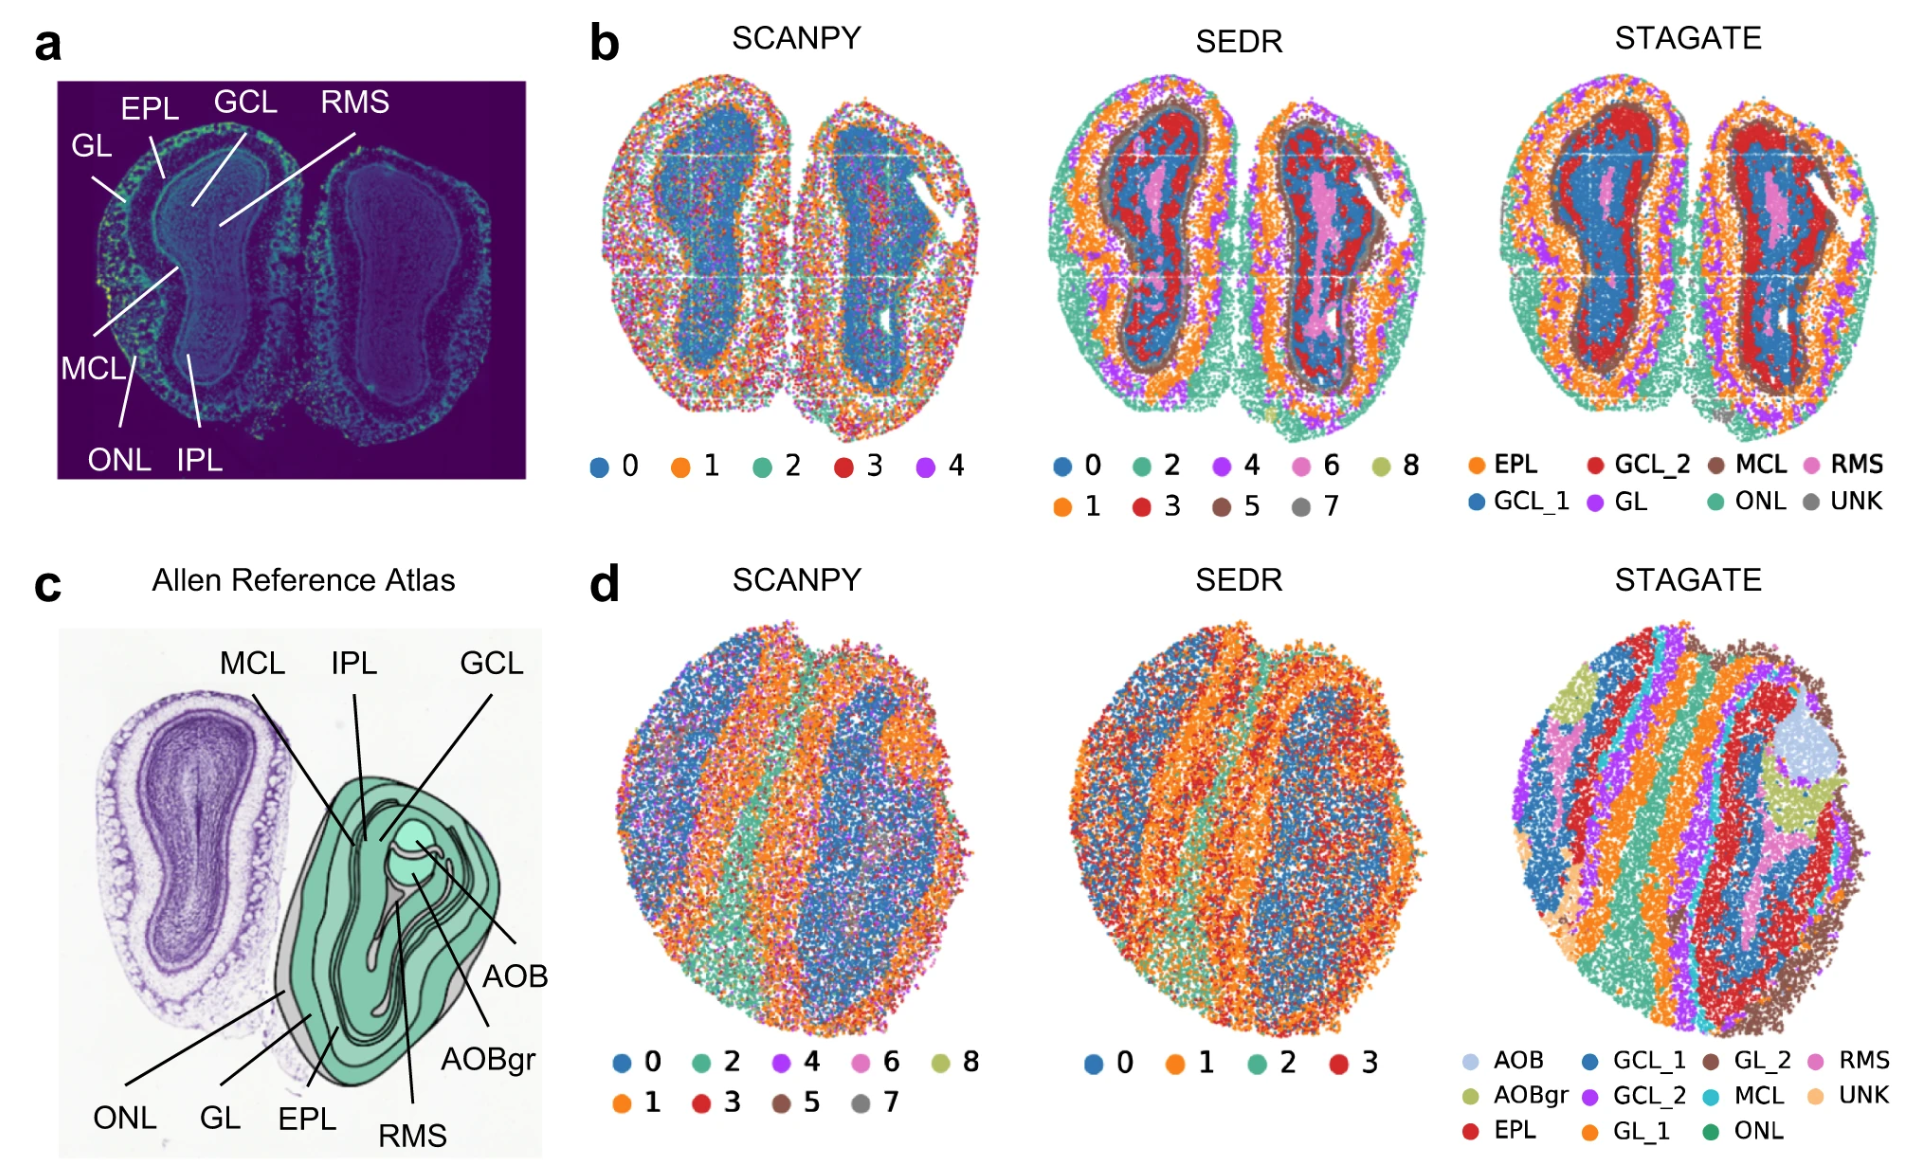 a
EPL GCL RMS
GL
MCL
ONL IPL
b
SCANPY
0 1 2 3 4
SEDR
0 2 4 6 8
1 3 5 7
STAGATE
EPL GCL_2 MCL RMS
GCL_1 GL ONL UNK
c Allen Reference Atlas
MCL IPL GCL
AOB
AOBgr
ONL GL EPL
RMS
d
SCANPY
0 2 4 6 8
1 3 5 7
SEDR
0 1 2 3
STAGATE
AOB GCL_1 GL_2 RMS
AOBgr GCL_2 MCL UNK
EPL GL_1 ONL